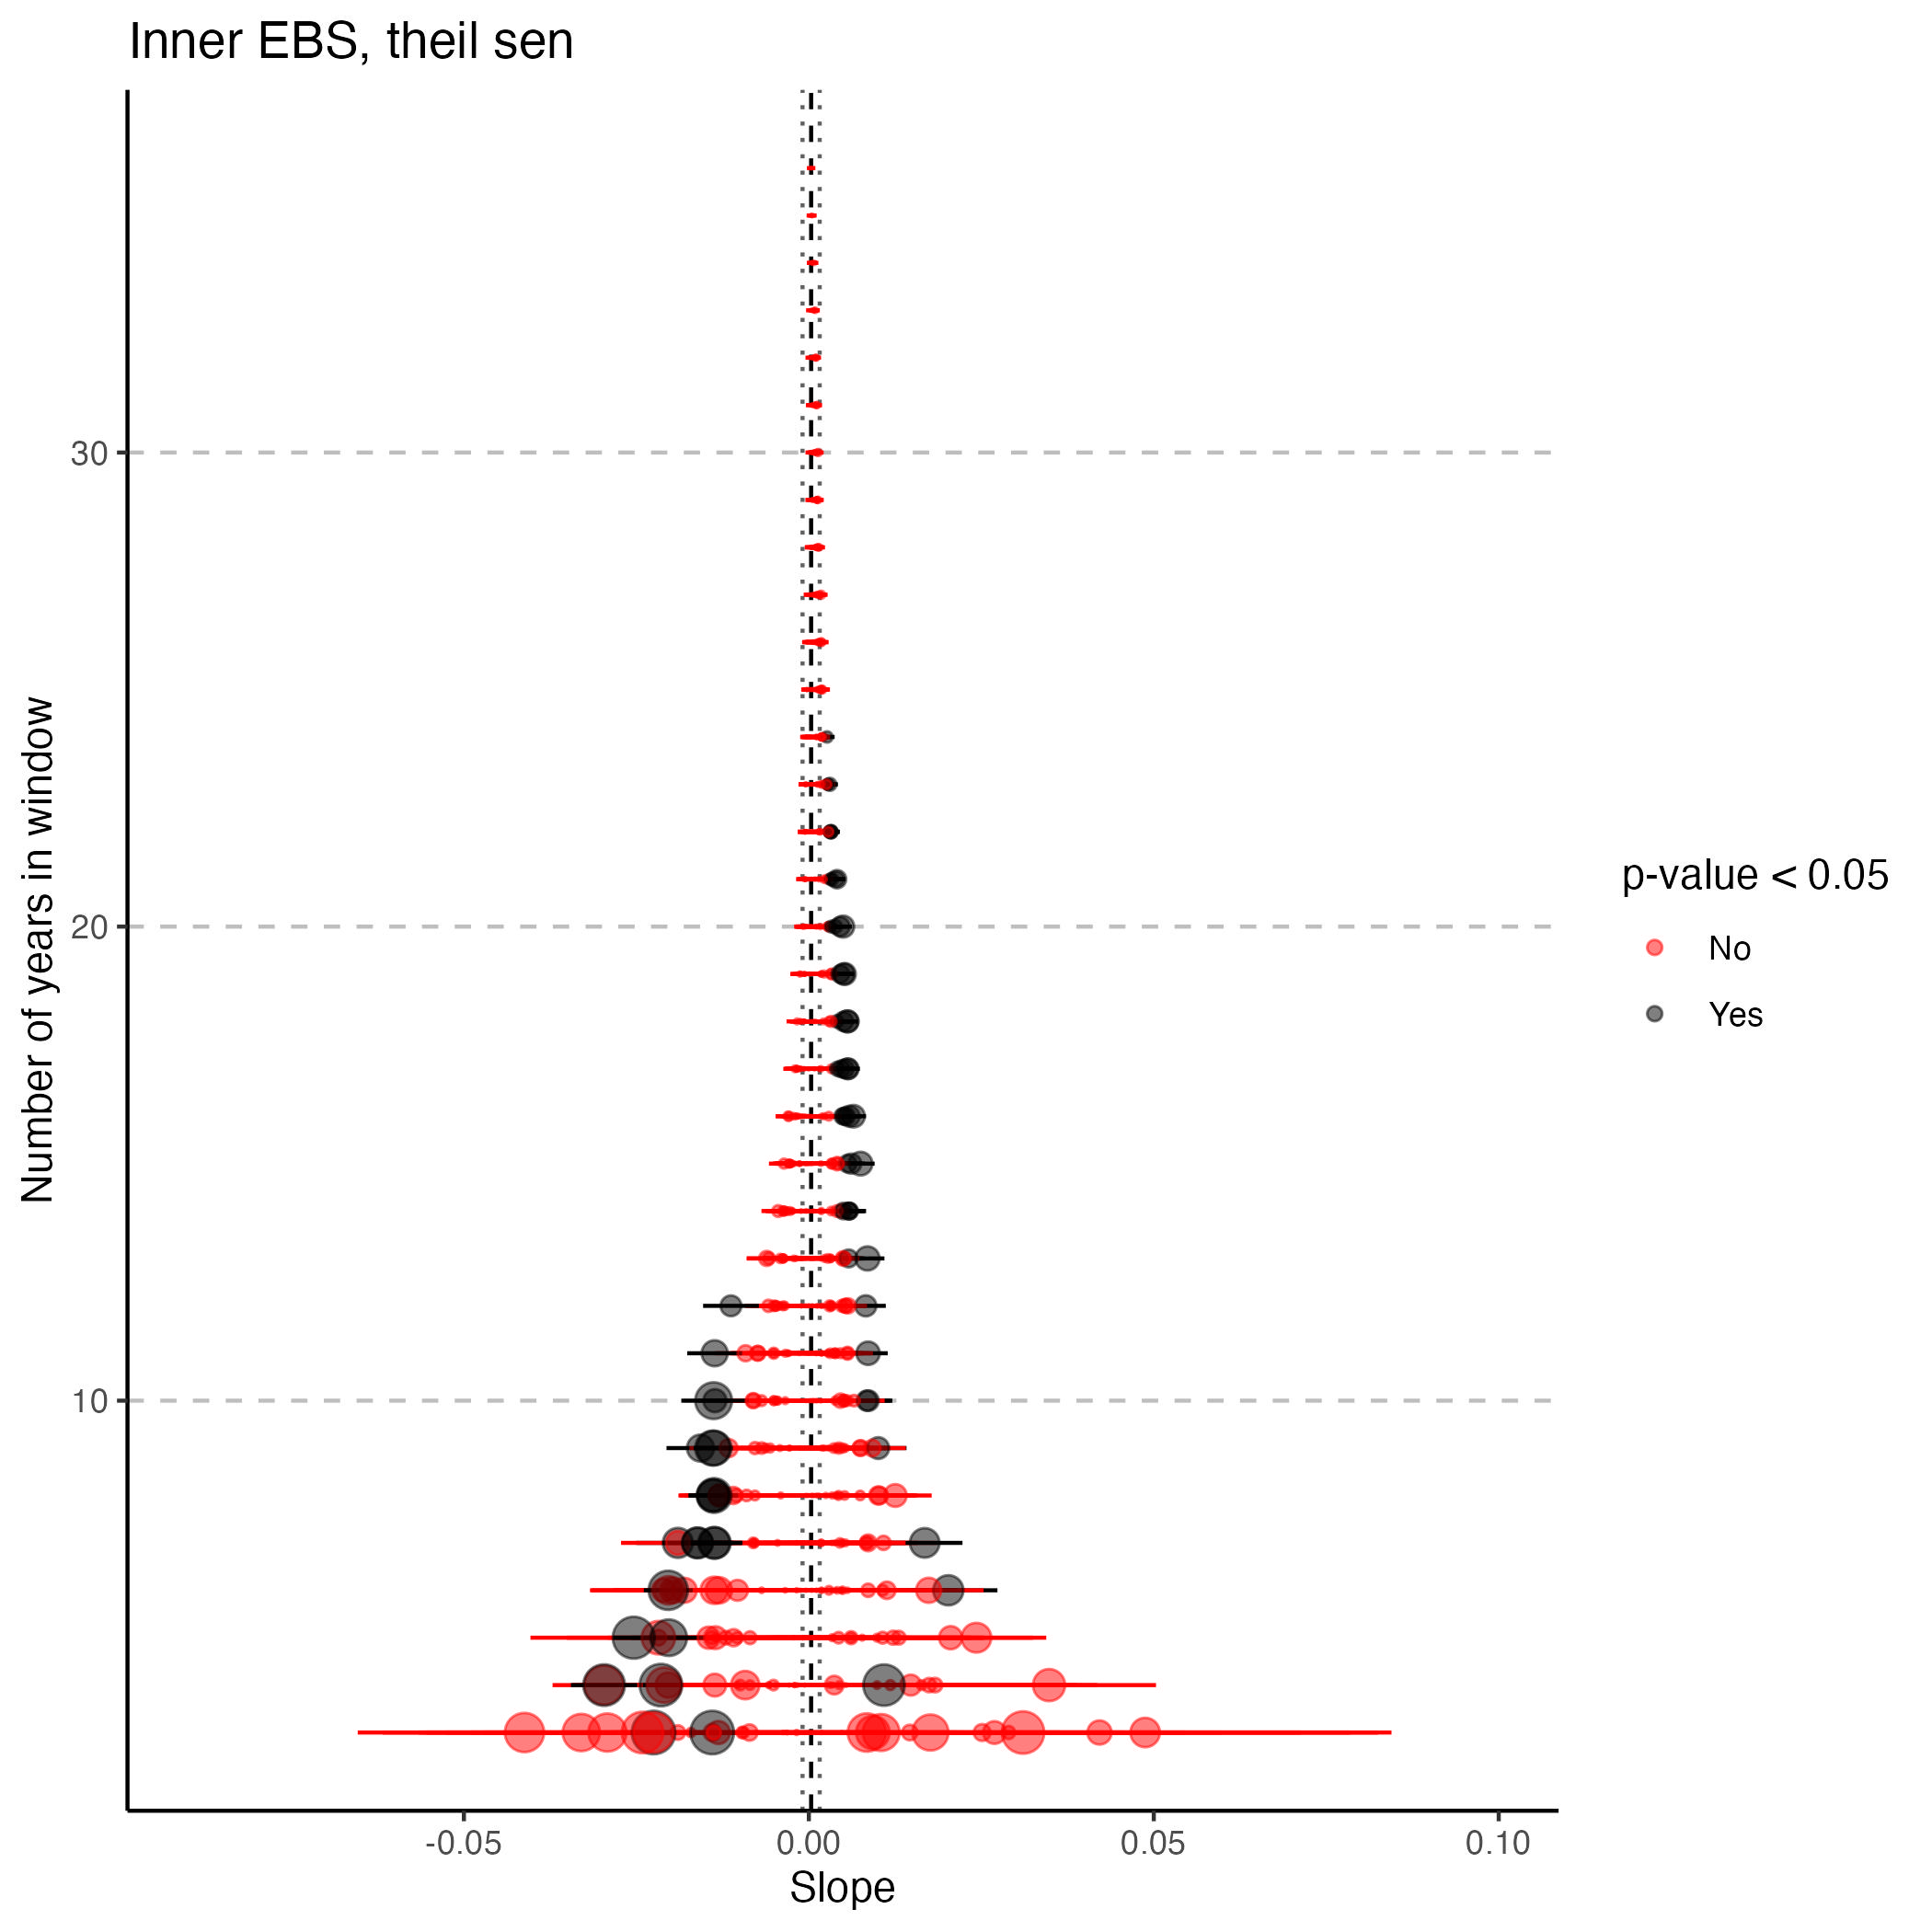 Inner EBS, theil sen
Number of years in window
30
20
10
-0.05
0.00
0.05
0.10
Slope
p-value < 0.05
No
Yes